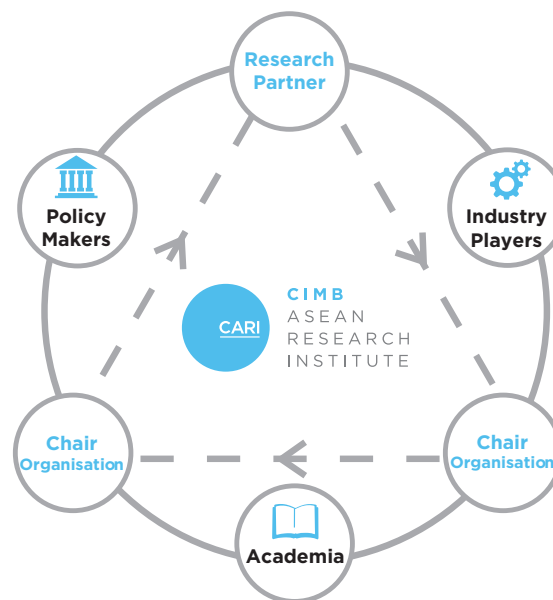 Research
Partner
Policy
Makers
Industry
Players
CARI
CIMB
ASEAN
RESEARCH
INSTITUTE
Chair
Organisation
Chair
Organisation
Academia